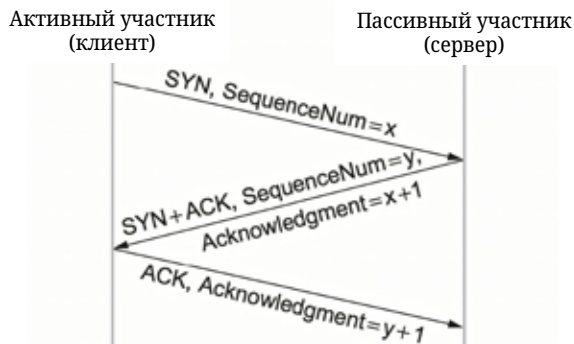 Активный участник
(клиент)
Пассивный участник
(сервер)
SYN, SequenceNum=x
SYN+ACK, SequenceNum=y,
Acknowledgment=x+1
ACK, Acknowledgment=y+1